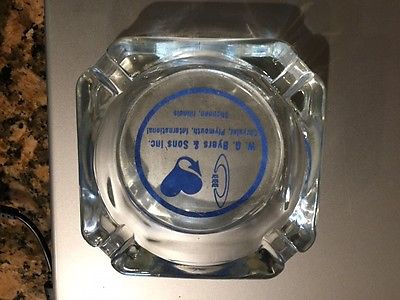 W. G. Byers & Sons Inc.
Chrysler, Plymouth, International
Shannon, Illinois